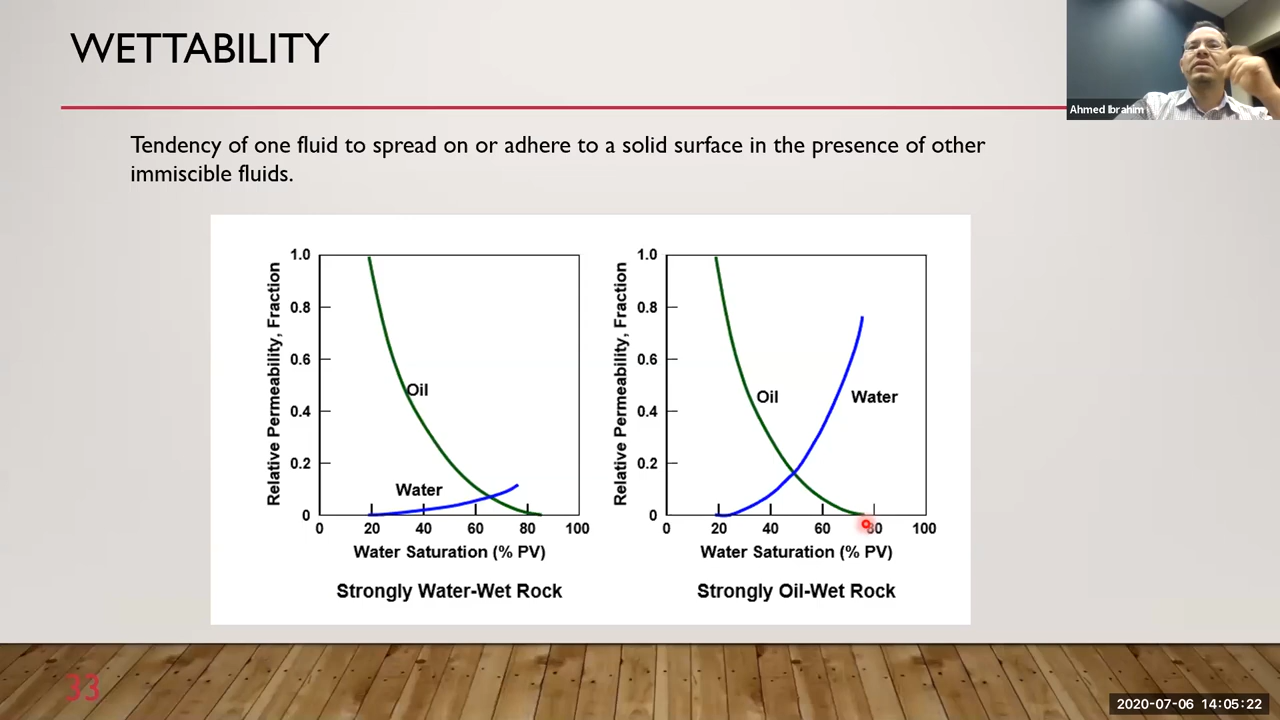 WETTABILITY
Ahmed Ibrahim
Tendency of one fluid to spread on or adhere to a solid surface in the presence of other
immiscible fluids.
Relative Permeability, Fraction
1.0
0.8
0.6
0.4
0.2
0
Oil
Water
0 20 40 60 80 100
Water Saturation (% PV)
Strongly Water-Wet Rock
Relative Permeability, Fraction
1.0
0.8
0.6
0.4
0.2
0
Oil
Water
0 20 40 60 80 100
Water Saturation (% PV)
Strongly Oil-Wet Rock
33
2020-07-06 14:05:22